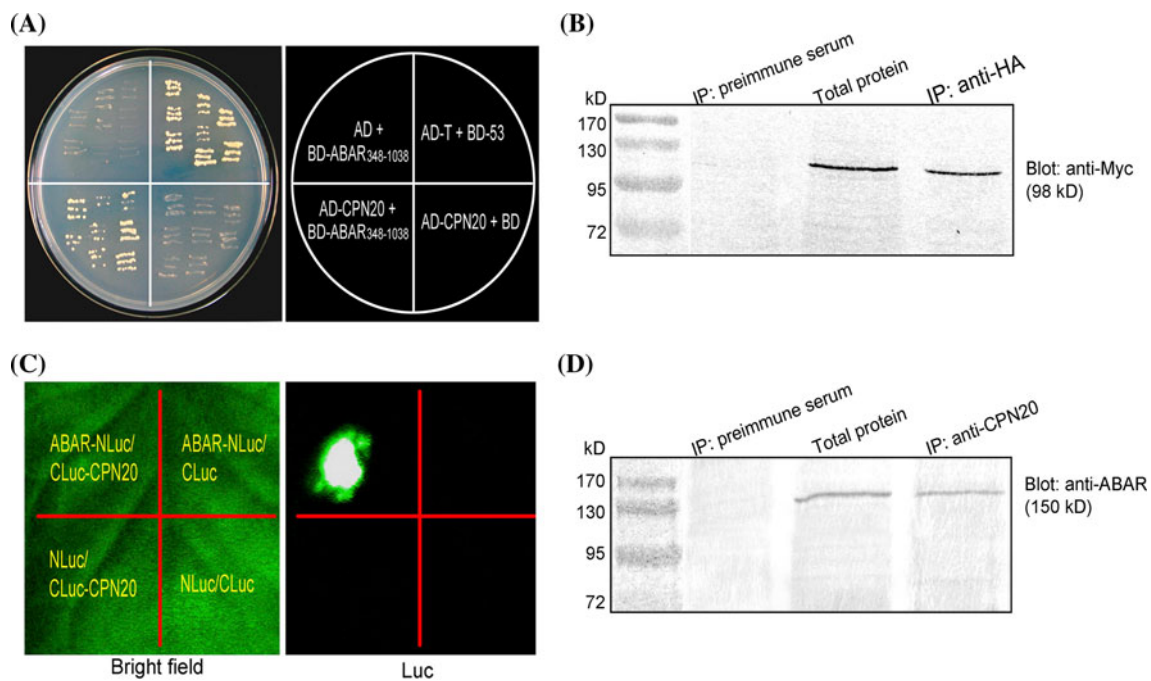 (A)
AD +
BD-ABAR348-1038
AD-T + BD-53
AD-CPN20 +
BD-ABAR348-1038
AD-CPN20 + BD
(B)
IP: preimmune serum
Total protein
IP: anti-HA
kD
170
130
95
72
Blot: anti-Myc
(98 kD)
(C)
ABAR-NLuc/
CLuc-CPN20
ABAR-NLuc/
CLuc
NLuc/
CLuc-CPN20
NLuc/CLuc
Bright field
Luc
(D)
IP: preimmune serum
Total protein
IP: anti-CPN20
kD
170
130
95
72
Blot: anti-ABAR
(150 kD)